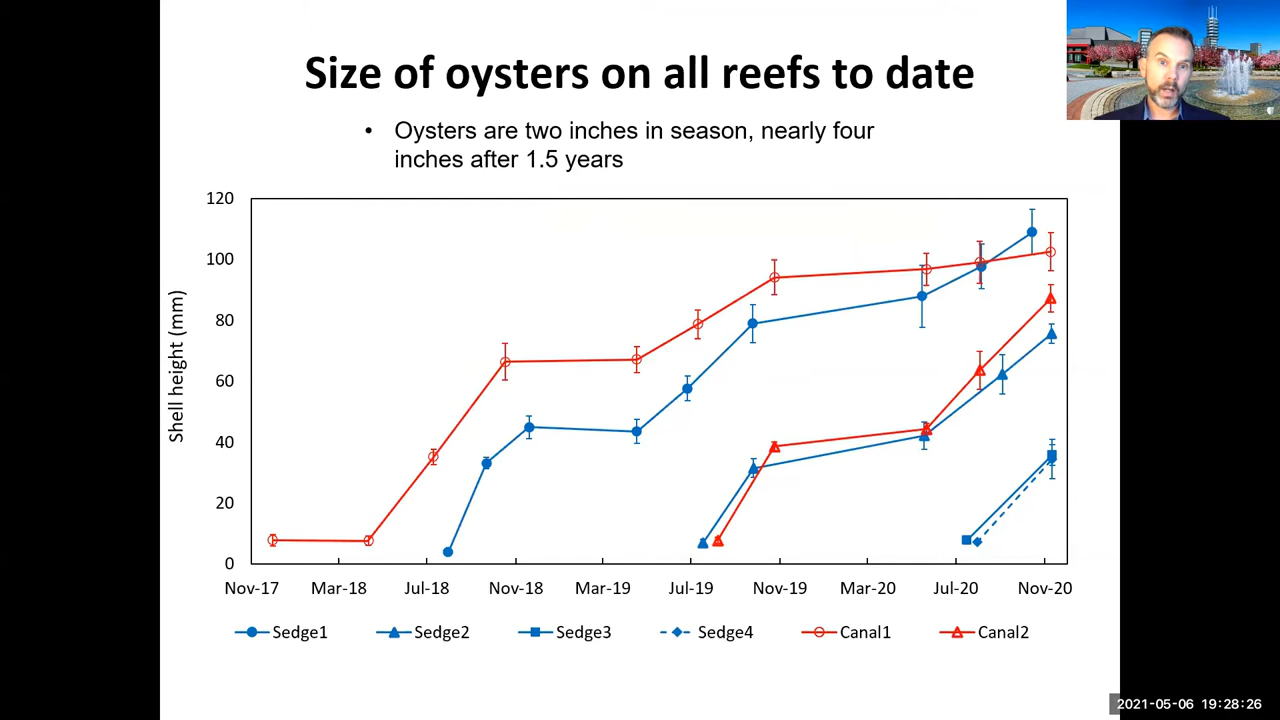 Size of oysters on all reefs to date
• Oysters are two inches in season, nearly four
inches after 1.5 years
120
100
80
60
40
20
0
Shell height (mm)
Nov-17 Mar-18 Jul-18 Nov-18 Mar-19 Jul-19 Nov-19 Mar-20 Jul-20 Nov-20
Sedge1 Sedge2 Sedge3 Sedge4 Canal1 Canal2
2021-05-06 19:28:26